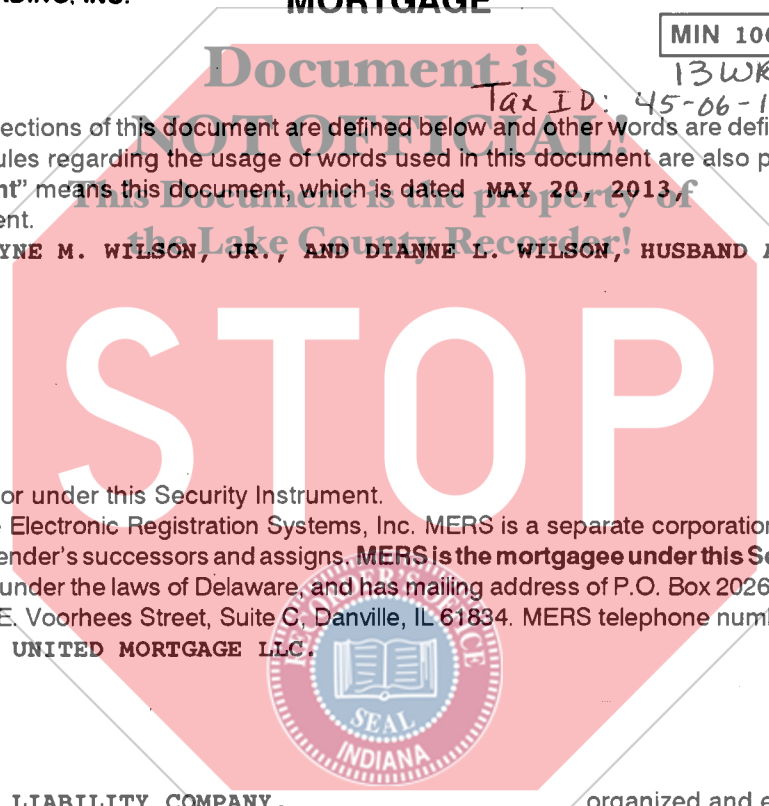 MORTGAGE
MIN 10
Document is
13WR
Tax ID: 45-06-1
ections of this document are defined below and other words are defi
NOT OFFICIAL!
ules regarding the usage of words used in this document are also p
nt” means this document, which is dated MAY 20, 2013,
This Document is the property of
ent.
the Lake County Recorder!
YNE M. WILSON, JR., AND DIANNE L. WILSON, HUSBAND
STOP
or under this Security Instrument.
Electronic Registration Systems, Inc. MERS is a separate corporation
ender's successors and assigns. MERS is the mortgagee under this Se
under the laws of Delaware, and has mailing address of P.O. Box 2026
E. Voorhees Street, Suite C, Danville, IL 61834. MERS telephone num
UNITED MORTGAGE LLC.
RECORDER'S OFFICE
SEAL
INDIANA
LIABILITY COMPANY.
organized and e